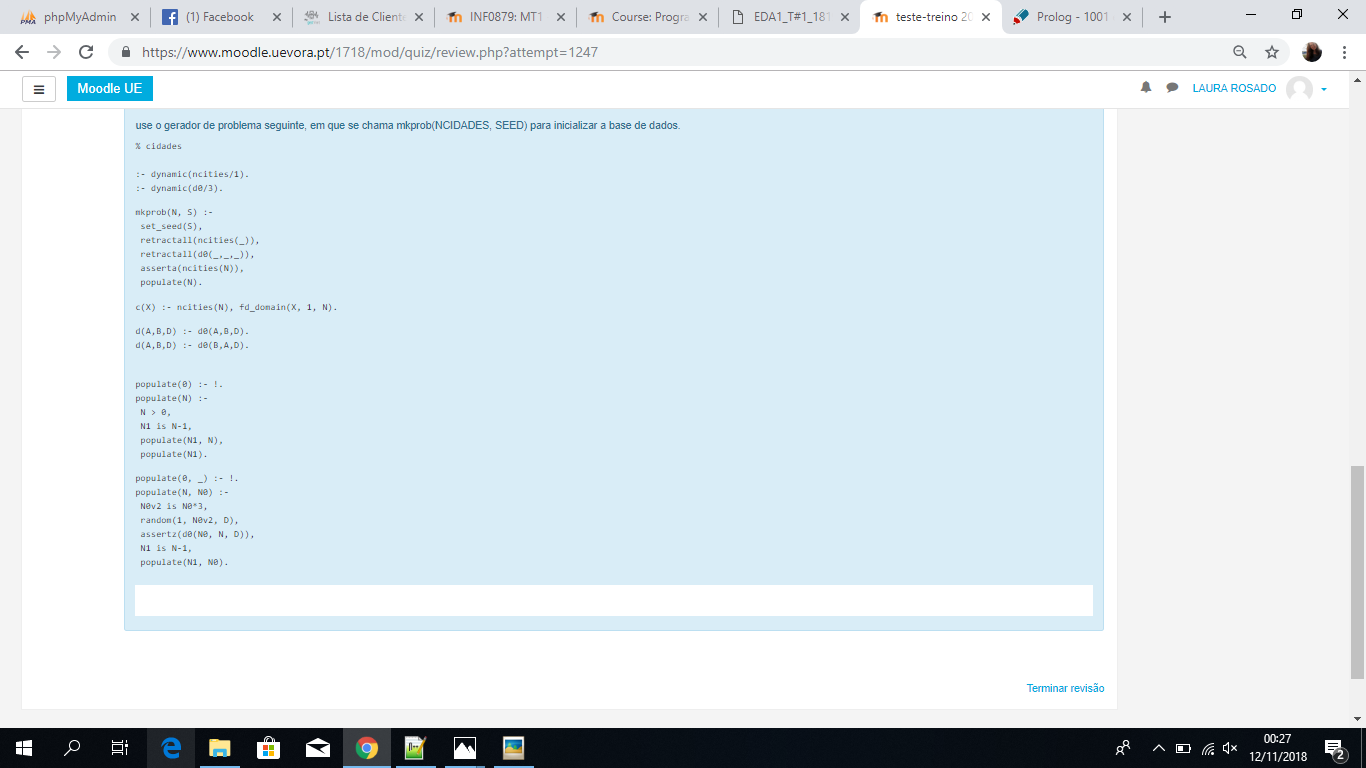 phpMyAdmin
(1) Facebook
Lista de Cliente
INF0879: MT1
Course: Progra
EDA1_T#1_181
teste-treino 20
Prolog - 1001
https://www.moodle.uevora.pt/1718/mod/quiz/review.php?attempt=1247
Moodle UE
LAURA ROSADO
use o gerador de problema seguinte, em que se chama mkprob(NCIDADES, SEED) para inicializar a base de dados.
% cidades
:- dynamic(ncities/1).
:- dynamic(d0/3).
mkprob(N, S) :-
set_seed(S),
retractall(ncities(_)),
retractall(d0(_,_,_)),
asserta(ncities(N)),
populate(N).
c(X) :- ncities(N), fd_domain(X, 1, N).
d(A,B,D) :- d0(A,B,D).
d(A,B,D) :- d0(B,A,D).
populate(0) :- !.
populate(N) :-
N > 0,
N1 is N-1,
populate(N1, N),
populate(N1).
populate(0, _) :- !.
populate(N, N0) :-
N0v2 is N0*3,
random(1, N0v2, D),
assertz(d0(N0, N, D)),
N1 is N-1,
populate(N1, N0).
Terminar revisão
00:27
12/11/2018
2